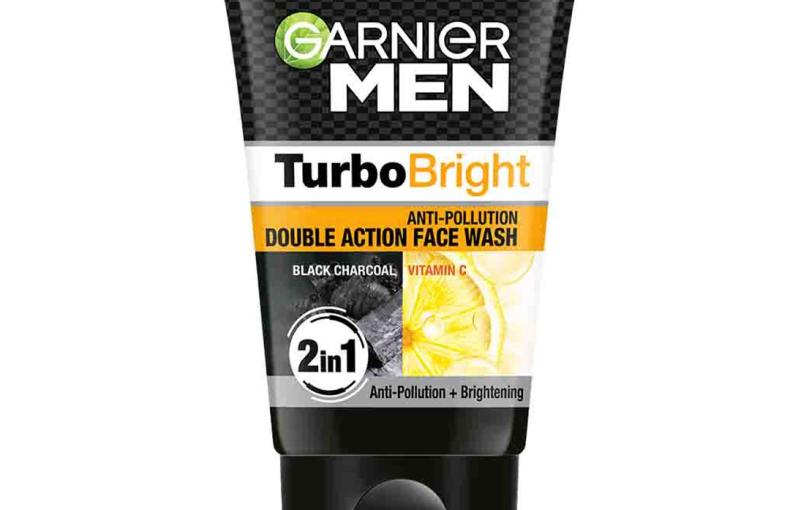 GARNIER
MEN
TurboBright
ANTI-POLLUTION
DOUBLE ACTION FACE WASH
BLACK CHARCOAL VITAMIN C
2in1
Anti-Pollution + Brightening